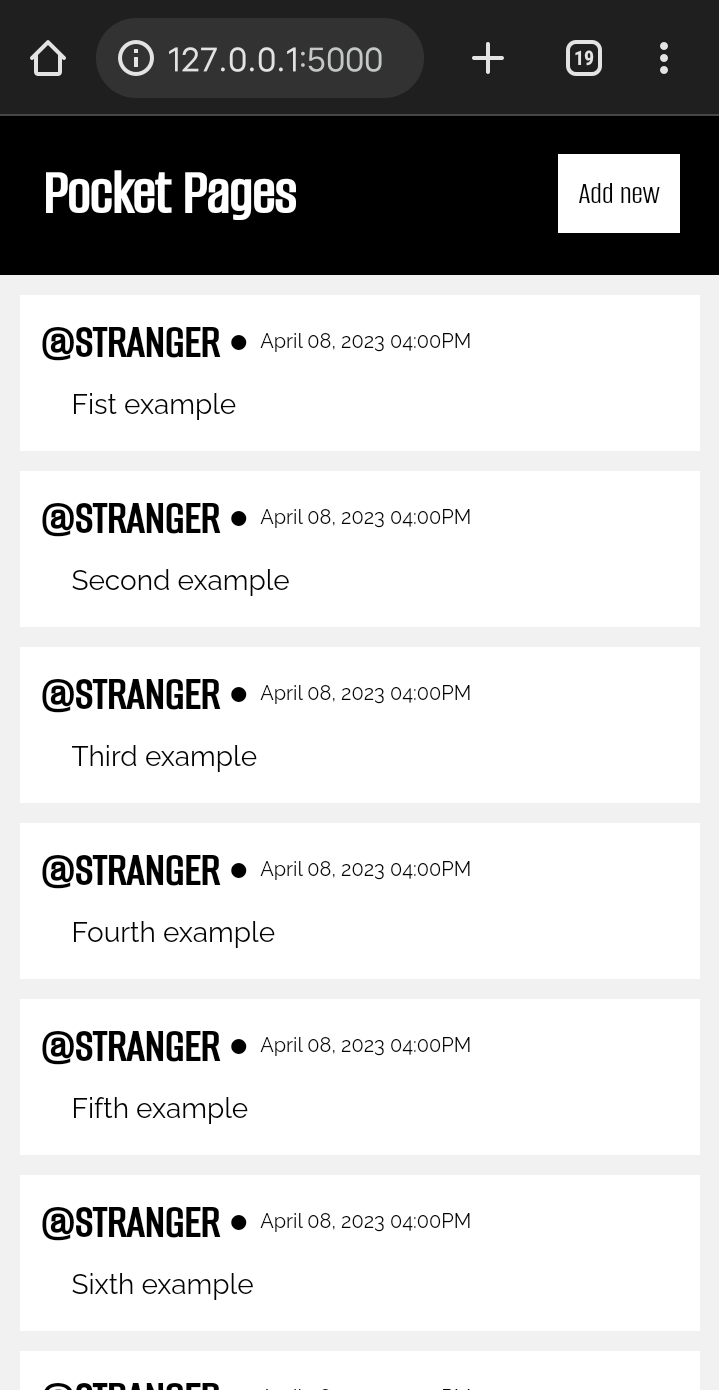 127.0.0.1:5000
19
Pocket Pages
Add new
@STRANGER ● April 08, 2023 04:00PM
Fist example
@STRANGER ● April 08, 2023 04:00PM
Second example
@STRANGER ● April 08, 2023 04:00PM
Third example
@STRANGER ● April 08, 2023 04:00PM
Fourth example
@STRANGER ● April 08, 2023 04:00PM
Fifth example
@STRANGER ● April 08, 2023 04:00PM
Sixth example
@STRANGER